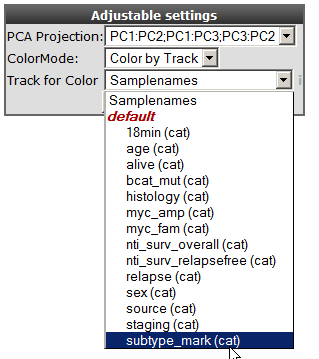 Adjustable settings
PCA Projection: PC1:PC2;PC1:PC3;PC3:PC2
ColorMode: Color by Track
Track for Color Samplenames
Samplenames
default
18min (cat)
age (cat)
alive (cat)
bcat_mut (cat)
histology (cat)
myc_amp (cat)
myc_fam (cat)
nti_surv_overall (cat)
nti_surv_relapsefree (cat)
relapse (cat)
sex (cat)
source (cat)
staging (cat)
subtype_mark (cat)